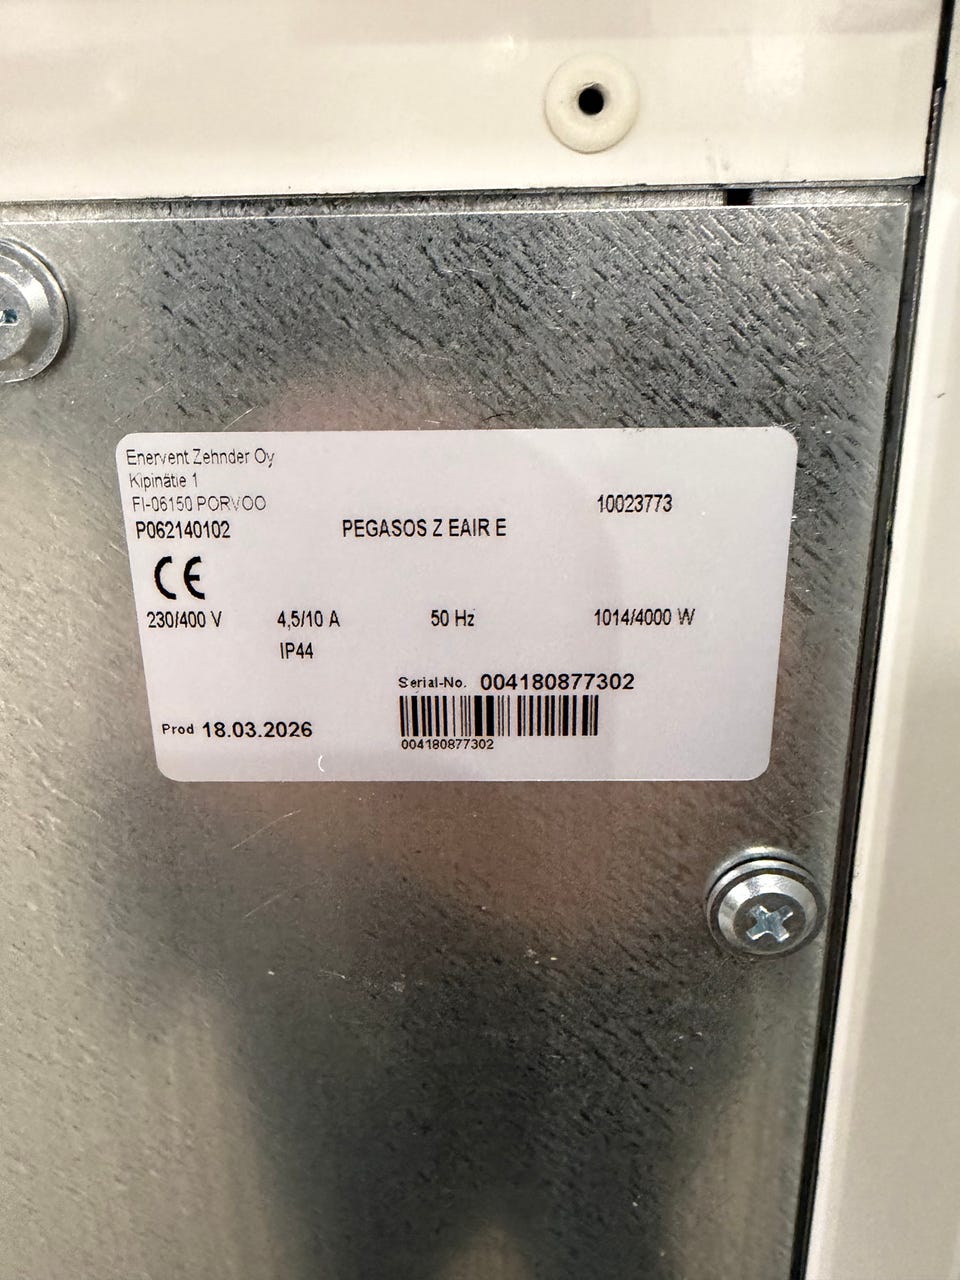 Enervent Zehnder Oy
Kipinätie 1
FI-06150 PORVOO
P062140102
10023773
PEGASOS Z EAIR E
CE
230/400 V 4,5/10 A 50 Hz 1014/4000 W
IP44
Serial-No. 004180877302
Prod 18.03.2026
004180877302